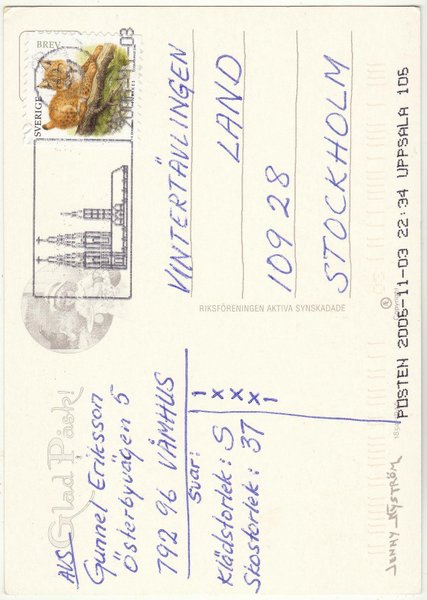 BREV
SVERIGE
POSTEN 2006-11-03 22:34 UPPSALA 106
VINTERTÄVLINGEN
LAND
109 28
STOCKHOLM
RIKSFÖRENINGEN AKTIVA SYNSKADADE
Glad Påsk!
AVS
Gunnel Eriksson
Österbyvägen 5
792 96 VÅMHUS
Svar: 1 x x x 1
Klädstorlek: S
Skostorlek: 37
JENNY NYSTRÖM